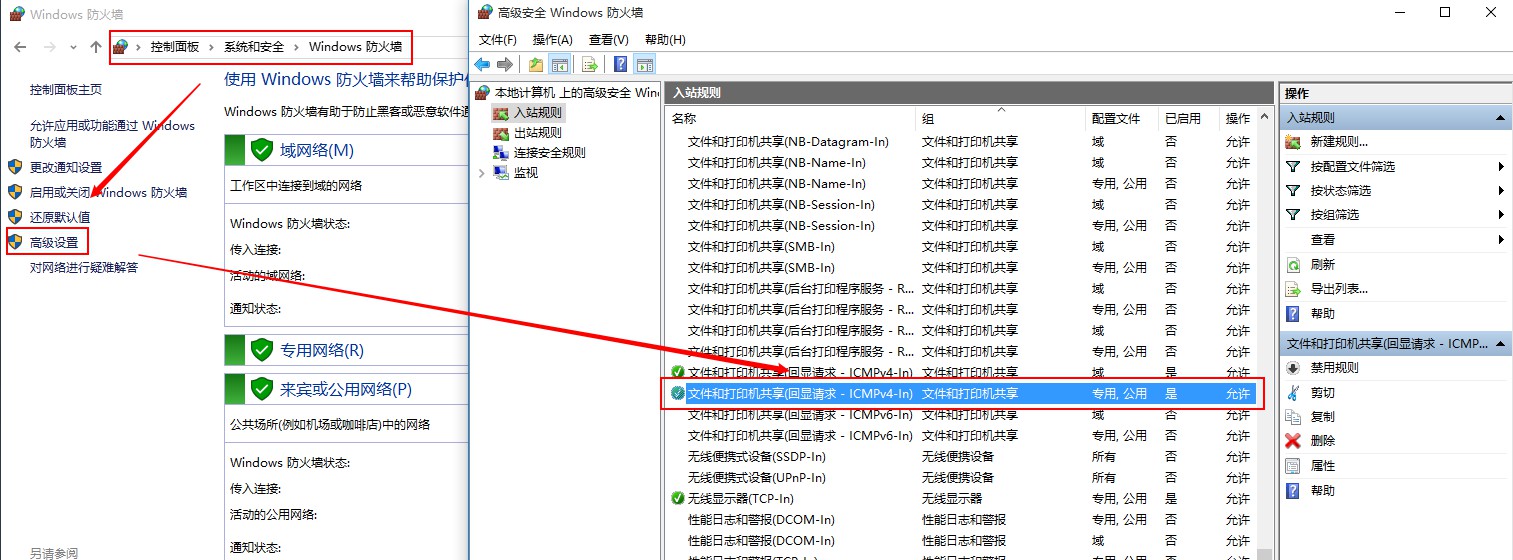 Windows 防火墙
控制面板 › 系统和安全 › Windows 防火墙
控制面板主页
允许应用或功能通过 Windows
防火墙
更改通知设置
启用或关闭 Windows 防火墙
还原默认值
高级设置
对网络进行疑难解答
另请参阅
使用 Windows 防火墙来帮助保护
Windows 防火墙有助于防止黑客或恶意软件通
域网络(M)
工作区中连接到域的网络
Windows 防火墙状态:
传入连接:
活动的域网络:
通知状态:
专用网络(R)
来宾或公用网络(P)
公共场所(例如机场或咖啡店)中的网络
Windows 防火墙状态:
传入连接:
活动的公用网络:
通知状态:
高级安全 Windows 防火墙
文件(F) 操作(A) 查看(V) 帮助(H)
本地计算机 上的高级安全 Win
入站规则
出站规则
连接安全规则
监视
入站规则
名称 组 配置文件 已启用 操作
文件和打印机共享(NB-Datagram-In) 文件和打印机共享 域 否 允许
文件和打印机共享(NB-Name-In) 文件和打印机共享 域 否 允许
文件和打印机共享(NB-Name-In) 文件和打印机共享 专用, 公用 否 允许
文件和打印机共享(NB-Session-In) 文件和打印机共享 域 否 允许
文件和打印机共享(NB-Session-In) 文件和打印机共享 专用, 公用 否 允许
文件和打印机共享(SMB-In) 文件和打印机共享 域 否 允许
文件和打印机共享(SMB-In) 文件和打印机共享 专用, 公用 否 允许
文件和打印机共享(后台打印程序服务 - R... 文件和打印机共享 专用, 公用 否 允许
文件和打印机共享(后台打印程序服务 - R... 文件和打印机共享 域 否 允许
文件和打印机共享(后台打印程序服务 - R... 文件和打印机共享 域 否 允许
文件和打印机共享(后台打印程序服务 - R... 文件和打印机共享 专用, 公用 否 允许
文件和打印机共享(回显请求 - ICMPv4-In) 文件和打印机共享 域 是 允许
文件和打印机共享(回显请求 - ICMPv4-In) 文件和打印机共享 专用, 公用 是 允许
文件和打印机共享(回显请求 - ICMPv6-In) 文件和打印机共享 域 否 允许
文件和打印机共享(回显请求 - ICMPv6-In) 文件和打印机共享 专用, 公用 否 允许
无线便携式设备(SSDP-In) 无线便携设备 所有 否 允许
无线便携式设备(UPnP-In) 无线便携设备 所有 否 允许
无线显示器(TCP-In) 无线显示器 专用, 公用 是 允许
性能日志和警报(DCOM-In) 性能日志和警报 专用, 公用 否 允许
性能日志和警报(DCOM-In) 性能日志和警报 域 否 允许
性能日志和警报(TCP-In) 性能日志和警报 专用, 公用 否 允许
操作
入站规则
新建规则...
按配置文件筛选
按状态筛选
按组筛选
查看
刷新
导出列表...
帮助
文件和打印机共享(回显请求 - ICMP...
禁用规则
剪切
复制
删除
属性
帮助